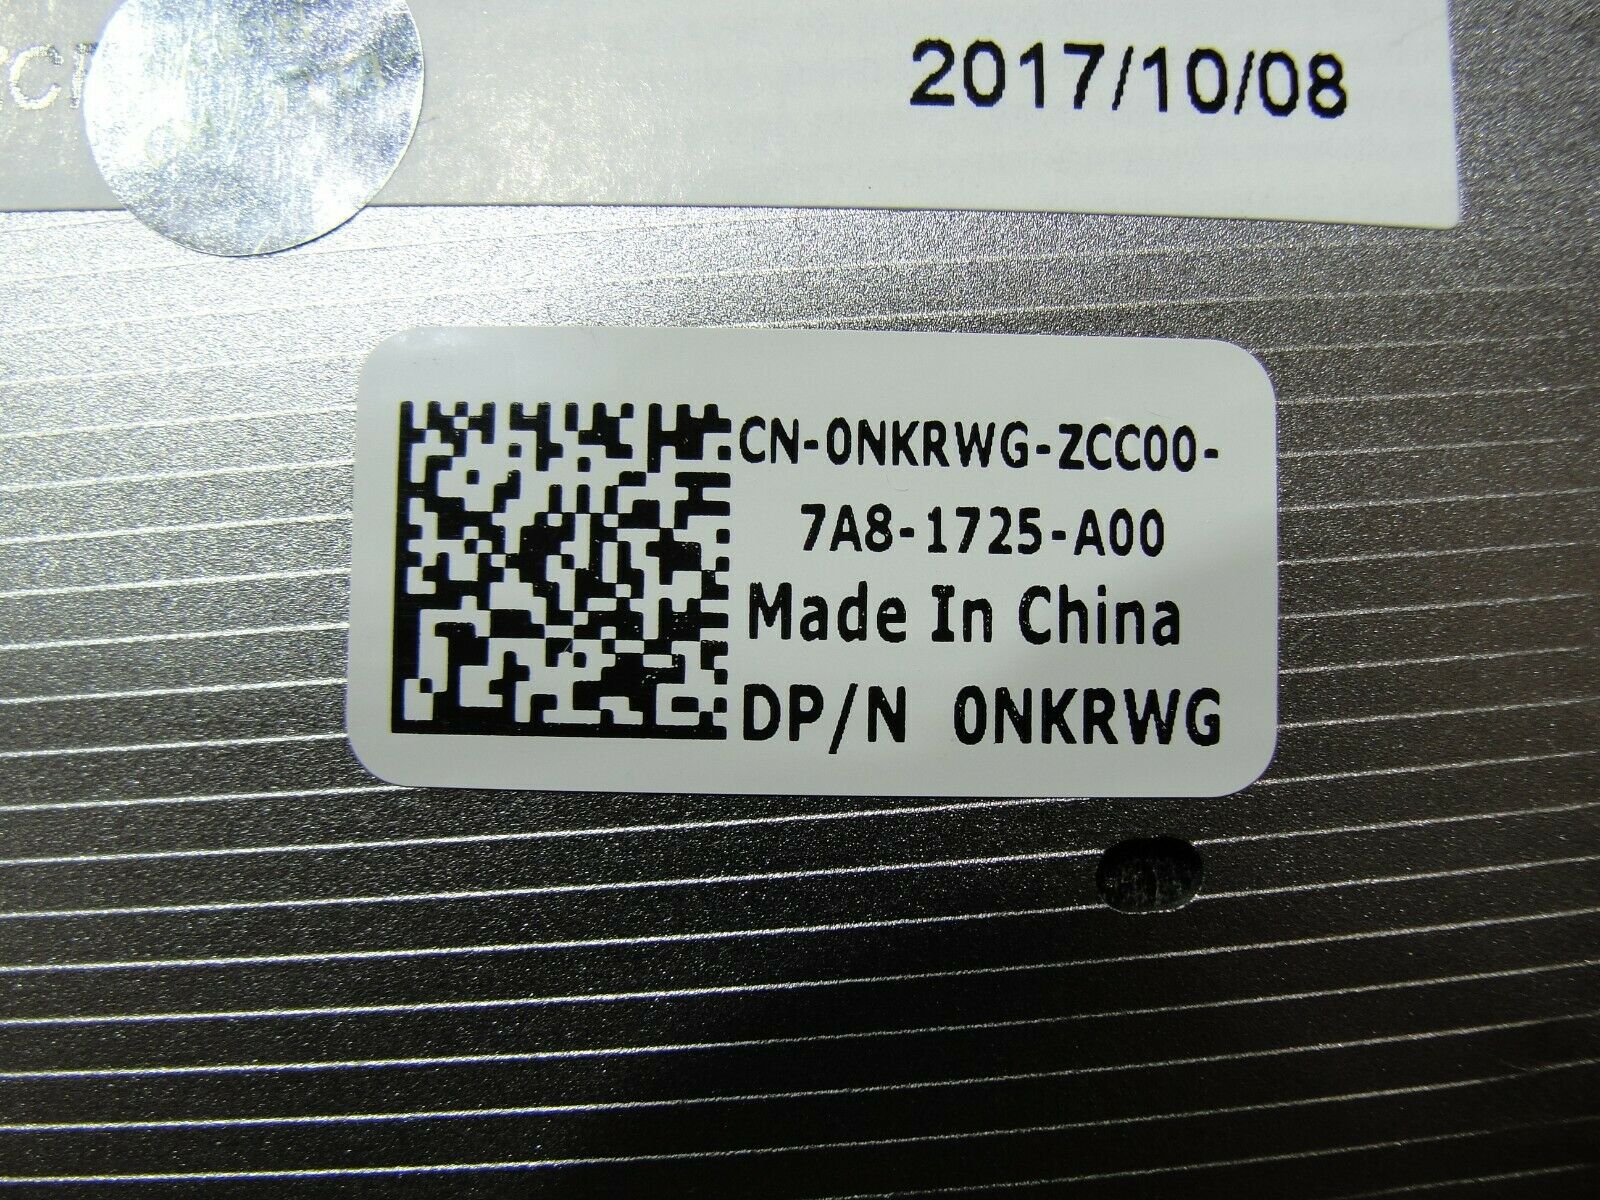 2017/10/08
CN-0NKRWG-ZCC00-
7A8-1725-A00
Made In China
DP/N 0NKRWG